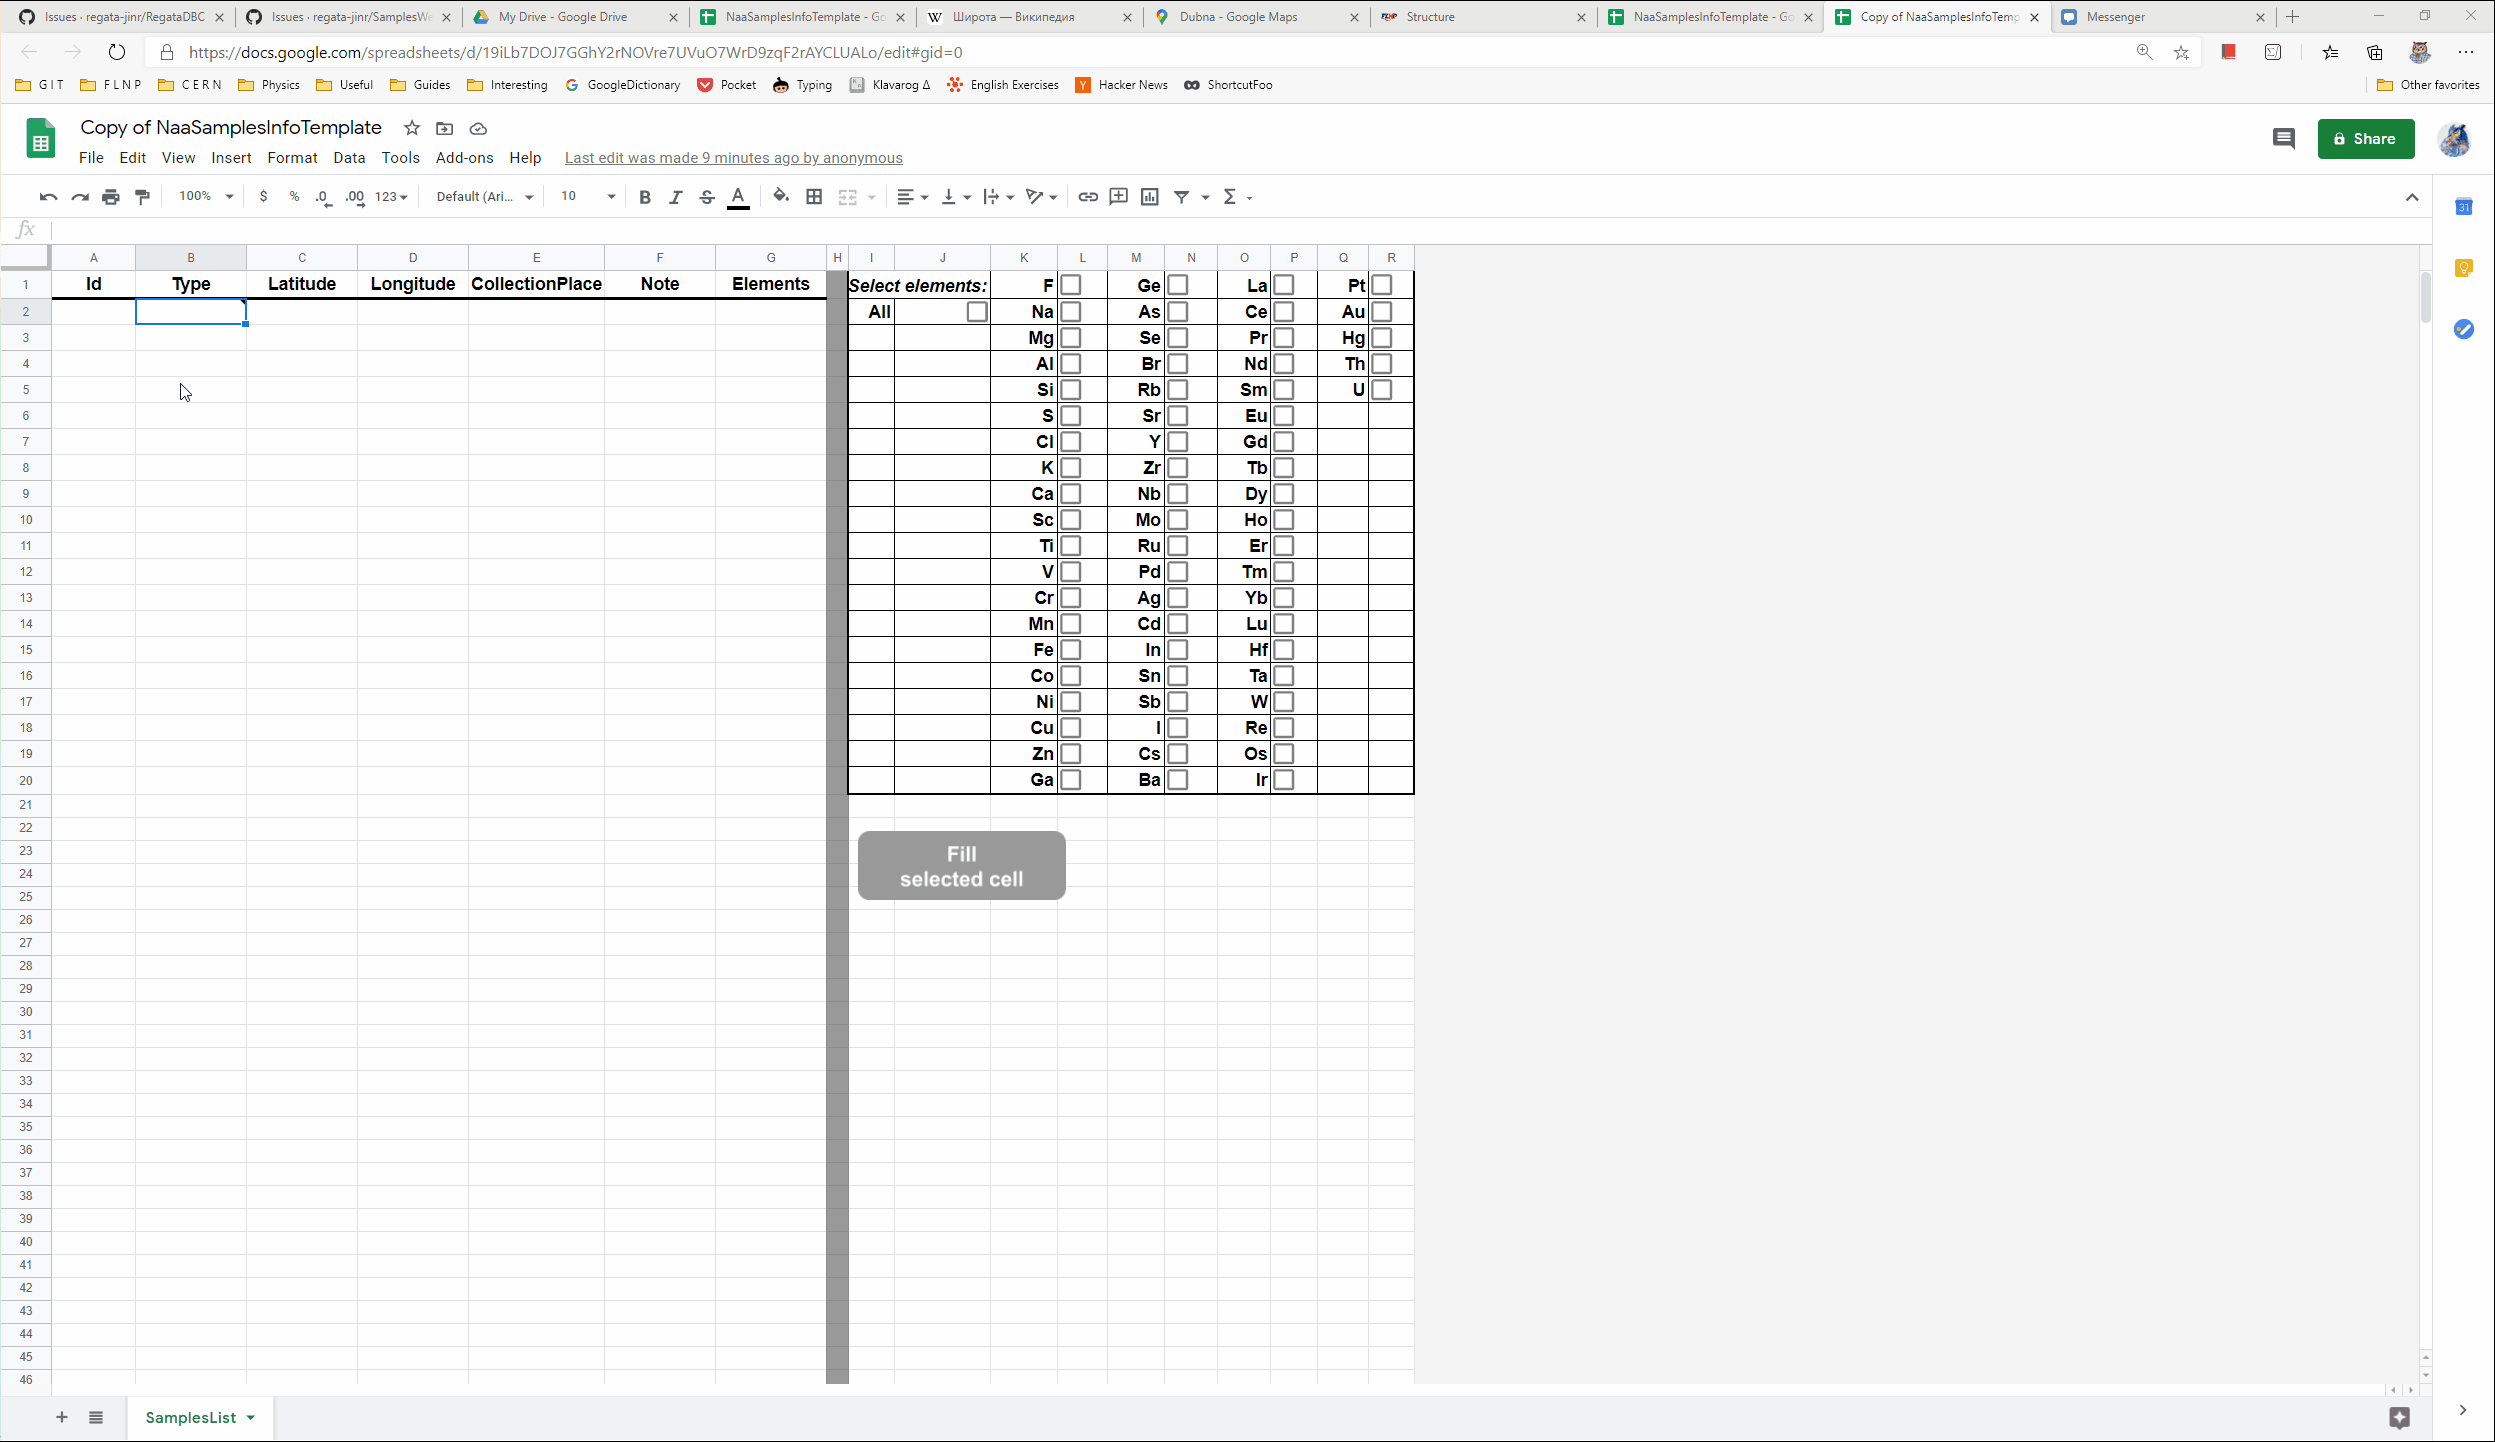 Issues · regata-jinr/RegataDBC
Issues · regata-jinr/SamplesWe
My Drive - Google Drive
NaaSamplesInfoTemplate - Go
Широта — Википедия
Dubna - Google Maps
Structure
NaaSamplesInfoTemplate - Go
Copy of NaaSamplesInfoTemp
Messenger
https://docs.google.com/spreadsheets/d/19iLb7DOJ7GGhY2rNOVre7UVuO7WrD9zqF2rAYCLUALo/edit#gid=0
G I T
F L N P
C E R N
Physics
Useful
Guides
Interesting
GoogleDictionary
Pocket
Typing
Klavarog Δ
English Exercises
Hacker News
ShortcutFoo
Other favorites
Copy of NaaSamplesInfoTemplate
File Edit View Insert Format Data Tools Add-ons Help Last edit was made 9 minutes ago by anonymous
Share
100% $ % .0 .00 123 Default (Ari... 10 B I S A Σ
31
fx
A B C D E F G H I J K L M N O P Q R
1 Id Type Latitude Longitude CollectionPlace Note Elements Select elements: F Ge La Pt
2 All Na As Ce Au
3 Mg Se Pr Hg
4 Al Br Nd Th
5 Si Rb Sm U
6 S Sr Eu
7 Cl Y Gd
8 K Zr Tb
9 Ca Nb Dy
10 Sc Mo Ho
11 Ti Ru Er
12 V Pd Tm
13 Cr Ag Yb
14 Mn Cd Lu
15 Fe In Hf
16 Co Sn Ta
17 Ni Sb W
18 Cu I Re
19 Zn Cs Os
20 Ga Ba Ir
21
22
23
Fill
24
selected cell
25
26
27
28
29
30
31
32
33
34
35
36
37
38
39
40
41
42
43
44
45
46
SamplesList